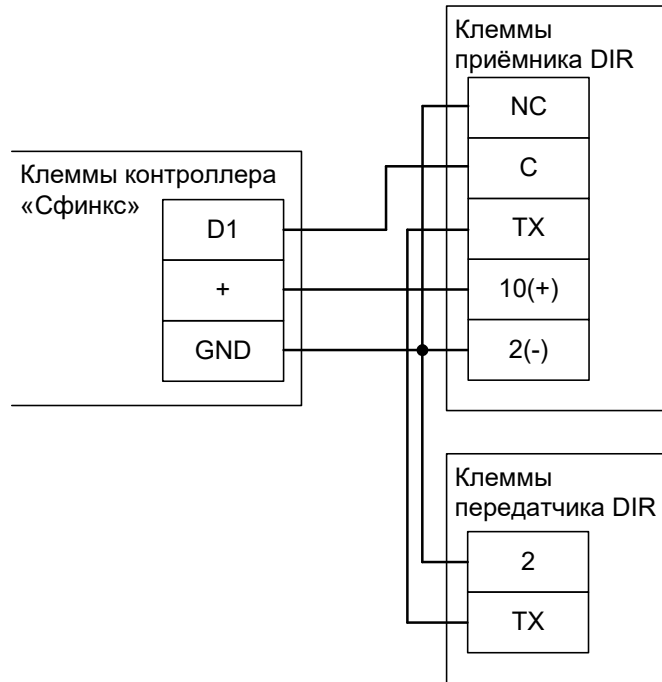 Клеммы
приёмника DIR
NC
C
TX
10(+)
2(-)
Клеммы контроллера
«Сфинкс»
D1
+
GND
Клеммы
передатчика DIR
2
TX